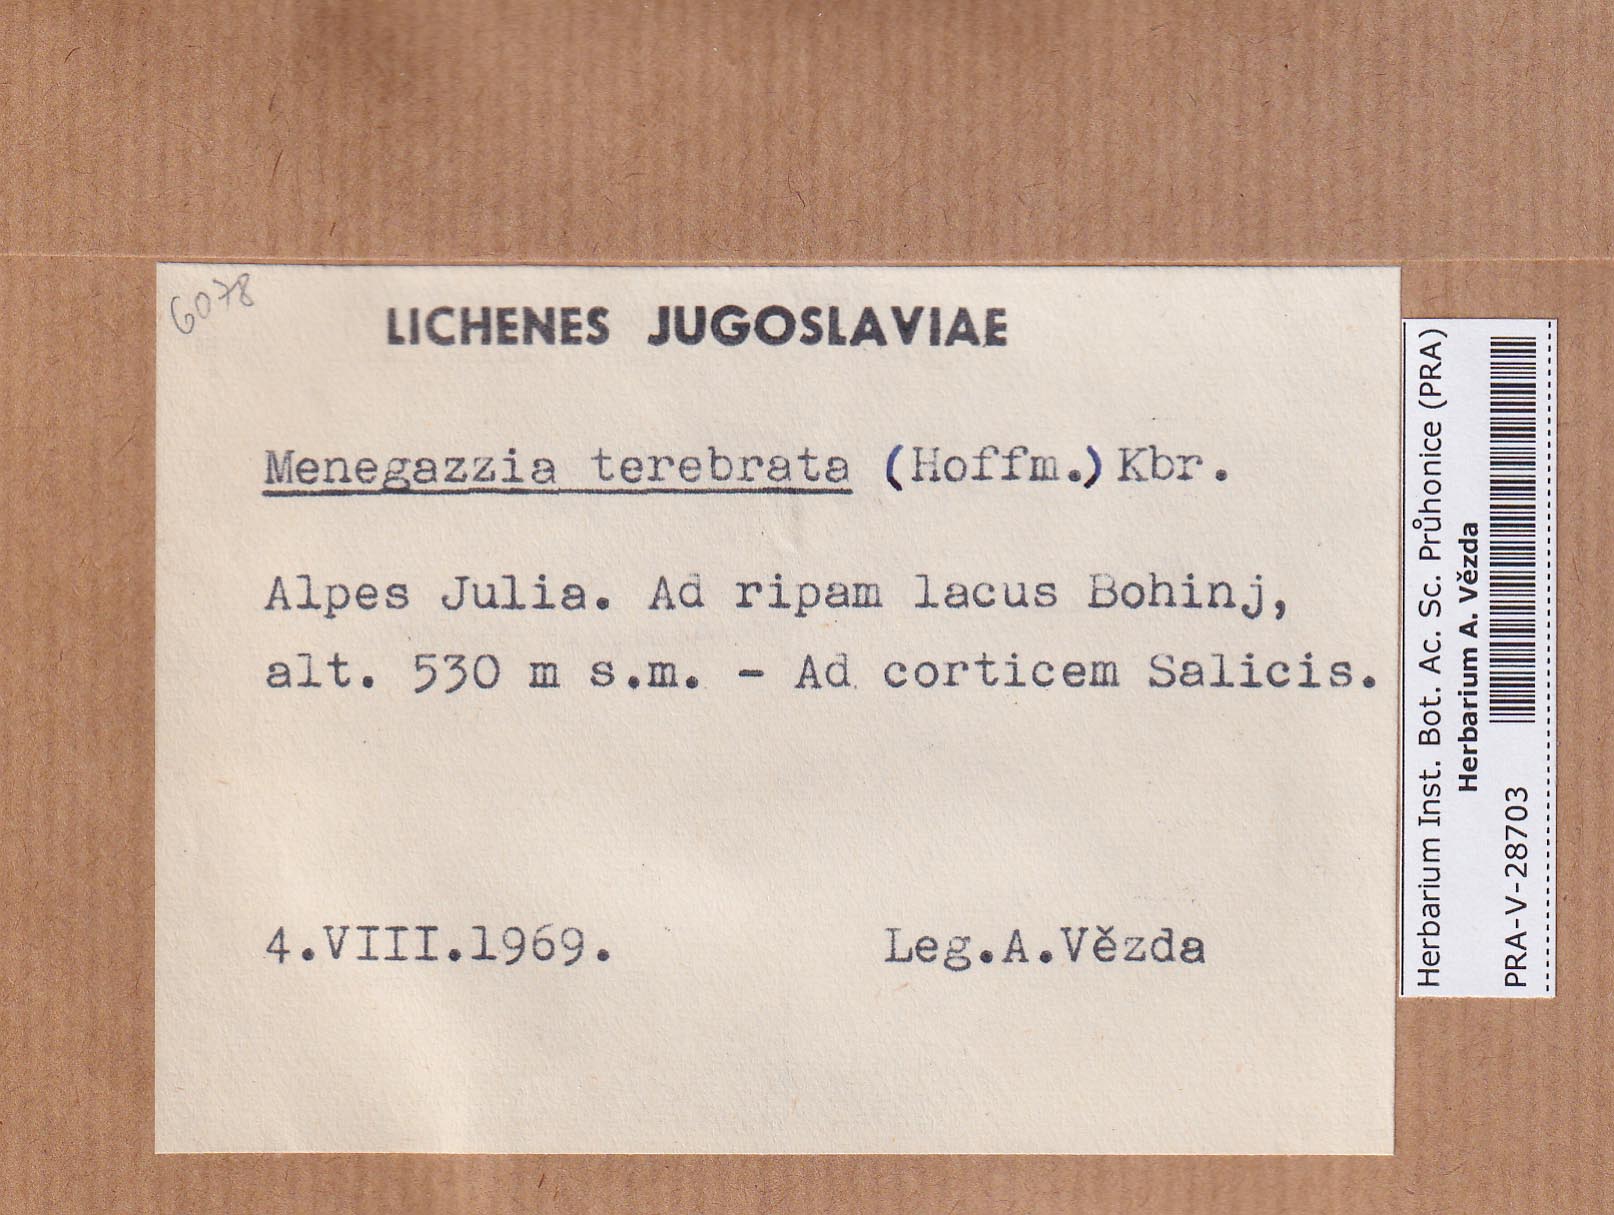 6078
LICHENES JUGOSLAVIAE
Menegazzia terebrata (Hoffm.) Kbr.
Alpes Julia. Ad ripam lacus Bohinj,
alt. 530 m s.m. - Ad corticem Salicis.
4.VIII.1969. Leg.A.Vězda
Herbarium Inst. Bot. Ac. Sc. Průhonice (PRA)
Herbarium A. Vězda
PRA-V-28703